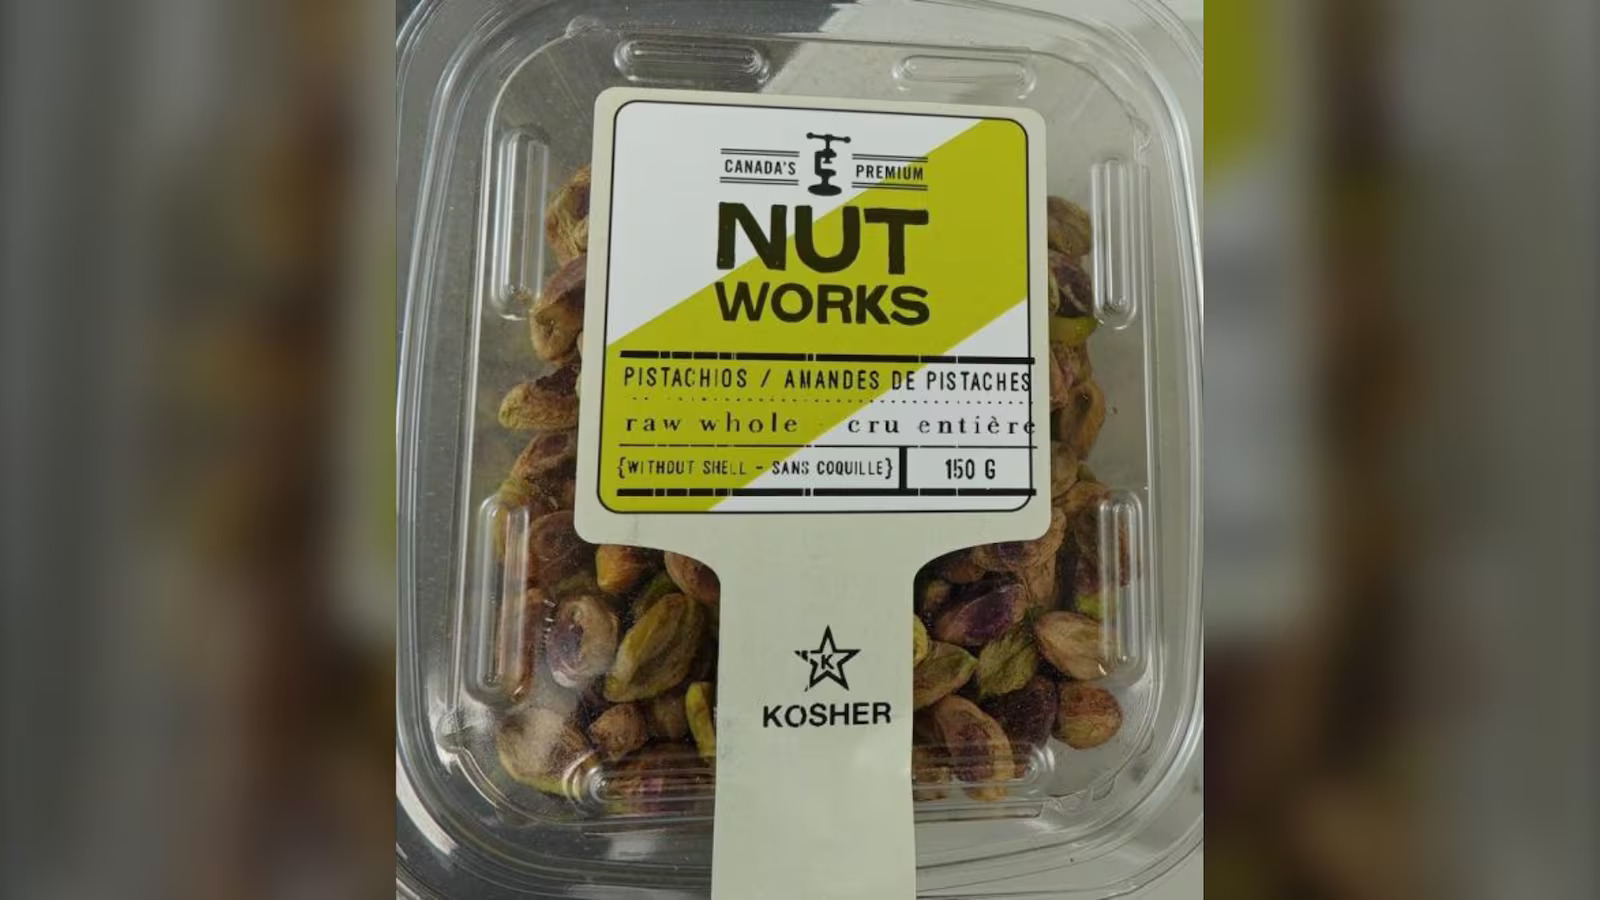 CANADA'S PREMIUM
NUT
WORKS
PISTACHIOS / AMANDES DE PISTACHES
raw whole - cru entière
{WITHOUT SHELL - SANS COQUILLE} 150 G
K
KOSHER